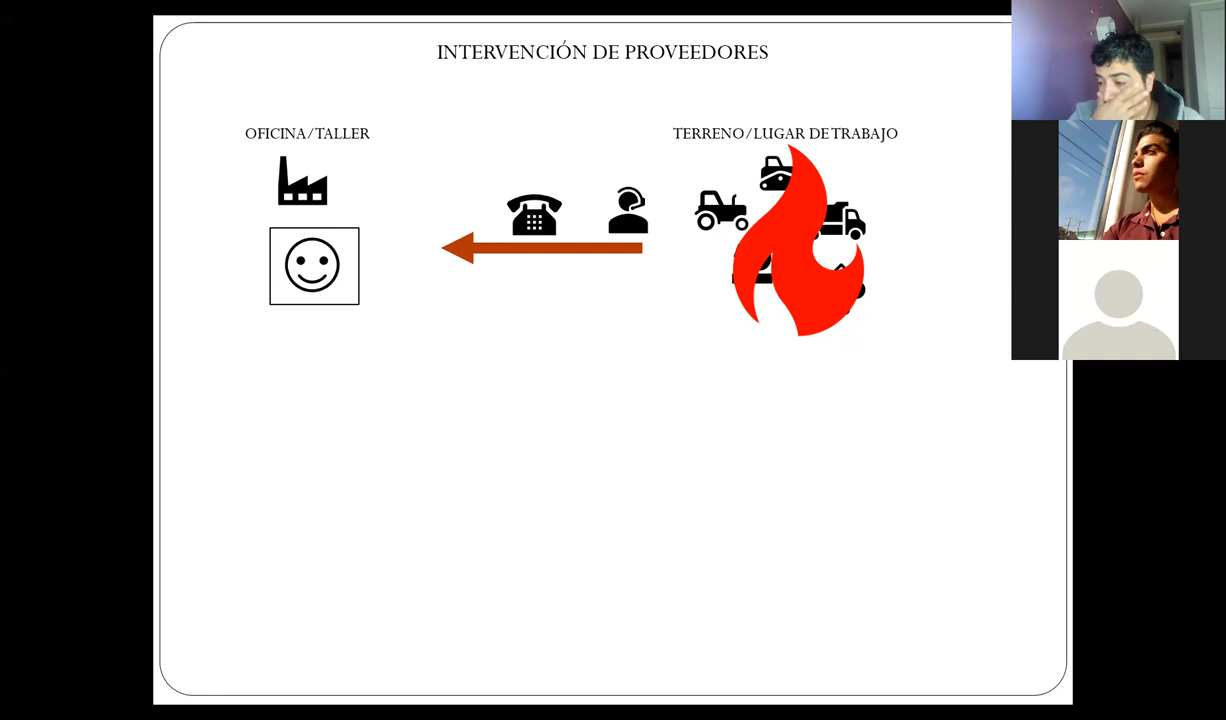 INTERVENCIÓN DE PROVEEDORES
OFICINA/TALLER
TERRENO/LUGAR DE TRABAJO